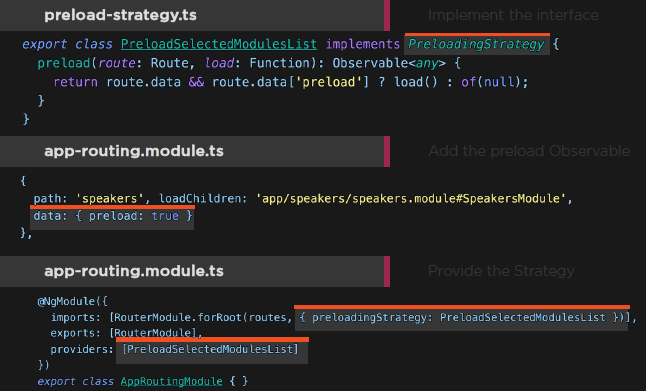 preload-strategy.ts Implement the interface
export class PreloadSelectedModulesList implements PreloadingStrategy {
preload(route: Route, load: Function): Observable<any> {
return route.data && route.data['preload'] ? load() : of(null);
}
}
app-routing.module.ts Add the preload Observable
{
path: 'speakers', loadChildren: 'app/speakers/speakers.module#SpeakersModule',
data: { preload: true }
},
app-routing.module.ts Provide the Strategy
@NgModule({
imports: [RouterModule.forRoot(routes, { preloadingStrategy: PreloadSelectedModulesList })],
exports: [RouterModule],
providers: [PreloadSelectedModulesList]
})
export class AppRoutingModule { }